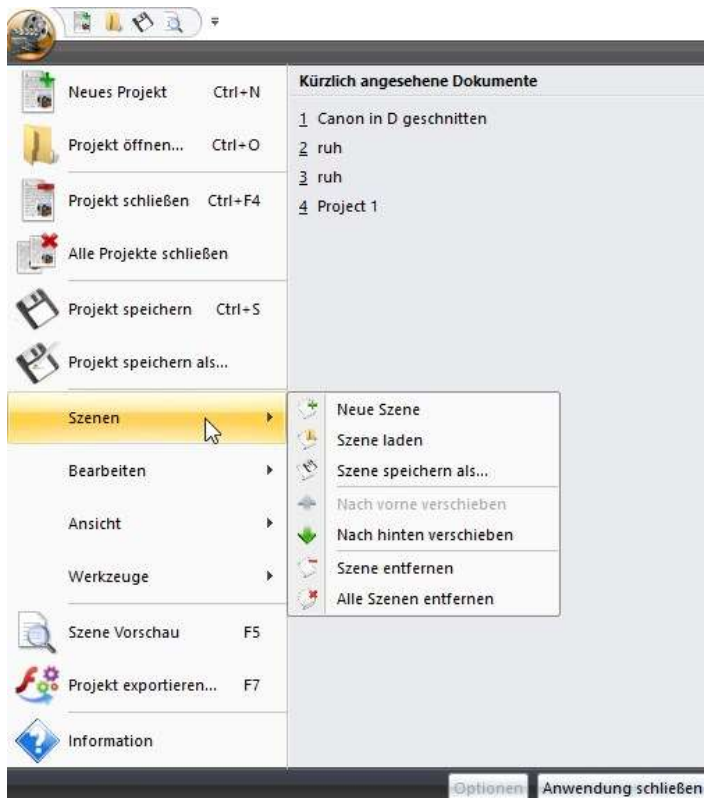 Neues Projekt Ctrl+N
Projekt öffnen... Ctrl+O
Projekt schließen Ctrl+F4
Alle Projekte schließen
Projekt speichern Ctrl+S
Projekt speichern als...
Szenen
Bearbeiten
Ansicht
Werkzeuge
Szene Vorschau F5
Projekt exportieren... F7
Information
Kürzlich angesehene Dokumente
1 Canon in D geschnitten
2 ruh
3 ruh
4 Project 1
Neue Szene
Szene laden
Szene speichern als...
Nach vorne verschieben
Nach hinten verschieben
Szene entfernen
Alle Szenen entfernen
Optionen Anwendung schließen